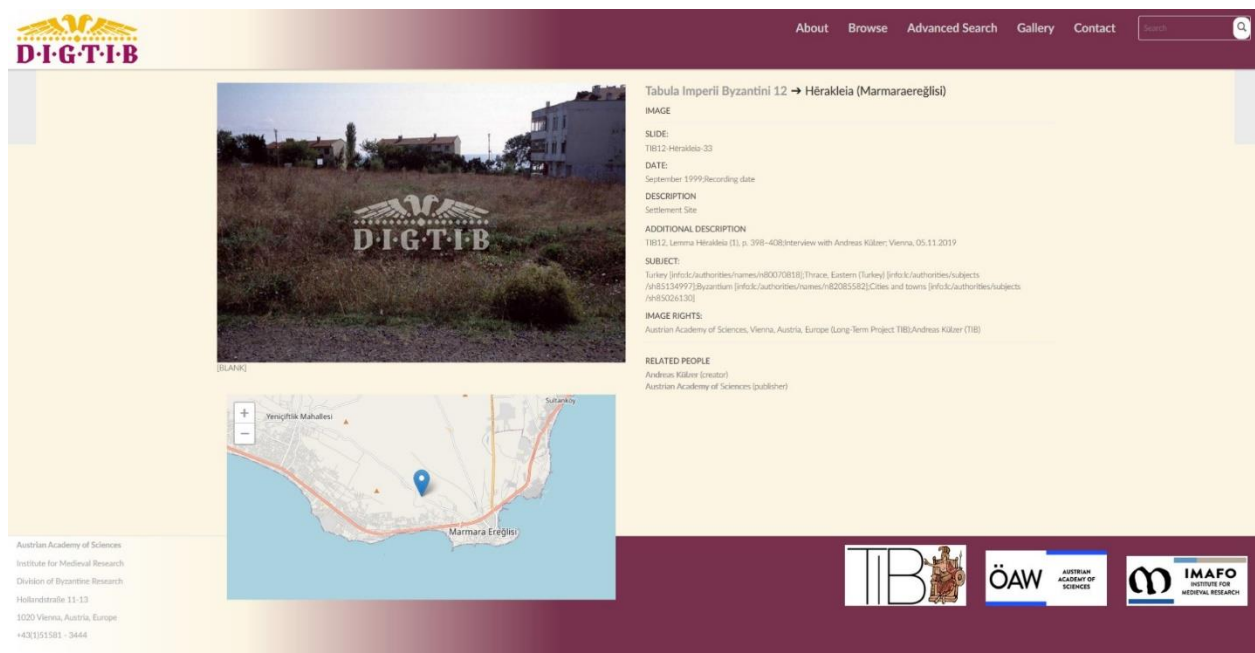 D·I·G·T·I·B
About Browse Advanced Search Gallery Contact Search
D·I·G·T·I·B
[BLANK]
Tabula Imperii Byzantini 12 → Hērakleia (Marmaraereğlisi)
IMAGE
SLIDE:
TIB12-Hērakleia-33
DATE:
September 1999;Recording date
DESCRIPTION
Settlement Site
ADDITIONAL DESCRIPTION
TIB12, Lemma Hērakleia (1), p. 398–408;Interview with Andreas Külzer; Vienna, 05.11.2019
SUBJECT:
Turkey [info:lc/authorities/names/n80070818];Thrace, Eastern (Turkey) [info:lc/authorities/subjects
/sh85134997];Byzantium [info:lc/authorities/names/n82085582];Cities and towns [info:lc/authorities/subjects
/sh85026130]
IMAGE RIGHTS:
Austrian Academy of Sciences, Vienna, Austria, Europe (Long-Term Project TIB);Andreas Külzer (TIB)
RELATED PEOPLE
Andreas Külzer (creator)
Austrian Academy of Sciences (publisher)
+
−
Sultanköy
Yeniçiftlik Mahallesi
Marmara Ereğlisi
Austrian Academy of Sciences
Institute for Medieval Research
Division of Byzantine Research
Hollandstraße 11-13
1020 Vienna, Austria, Europe
+43(1)51581 - 3444
TIB
ÖAW
AUSTRIAN
ACADEMY OF
SCIENCES
IMAFO
INSTITUTE FOR
MEDIEVAL RESEARCH